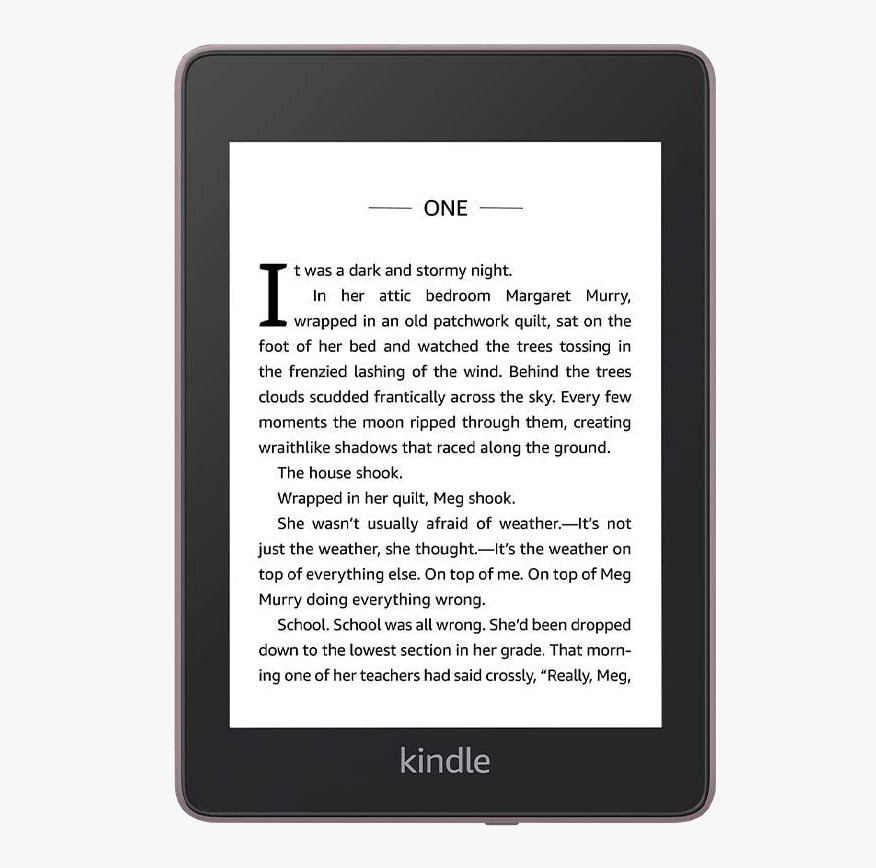 ONE
It was a dark and stormy night.
In her attic bedroom Margaret Murry,
wrapped in an old patchwork quilt, sat on the
foot of her bed and watched the trees tossing in
the frenzied lashing of the wind. Behind the trees
clouds scudded frantically across the sky. Every few
moments the moon ripped through them, creating
wraithlike shadows that raced along the ground.
The house shook.
Wrapped in her quilt, Meg shook.
She wasn’t usually afraid of weather.—It’s not
just the weather, she thought.—It’s the weather on
top of everything else. On top of me. On top of Meg
Murry doing everything wrong.
School. School was all wrong. She’d been dropped
down to the lowest section in her grade. That morn-
ing one of her teachers had said crossly, “Really, Meg,
kindle